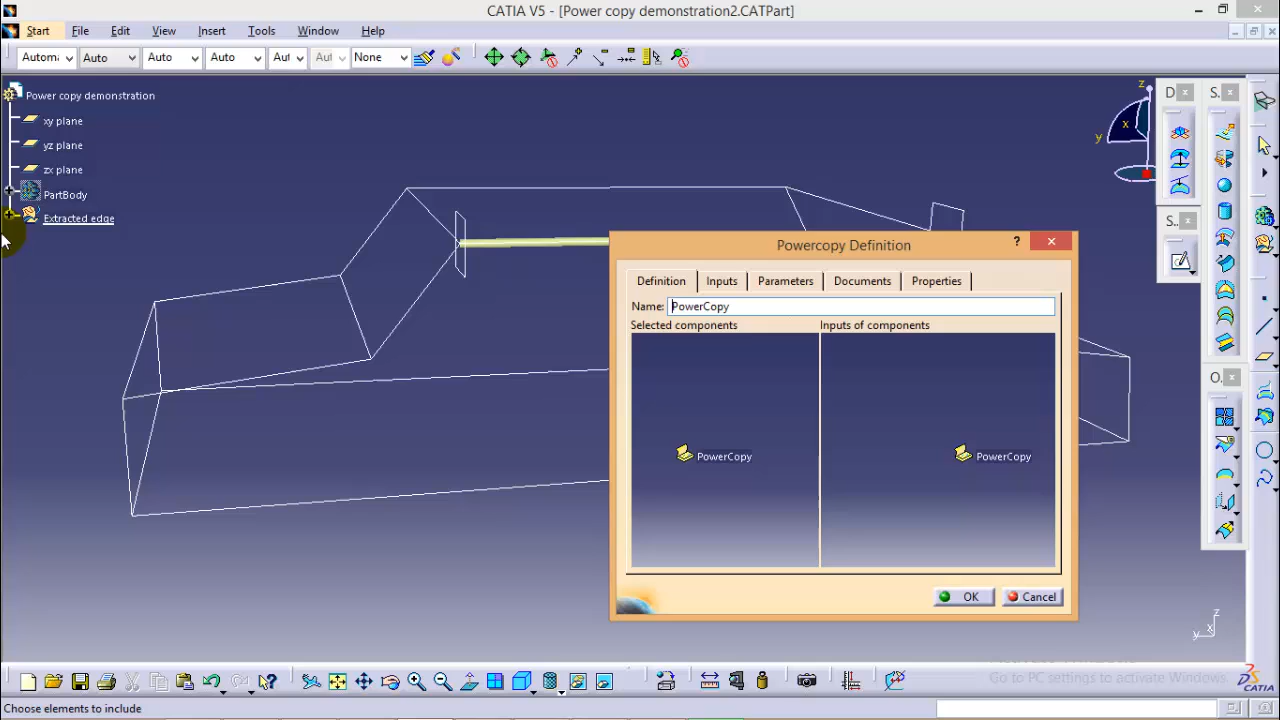 CATIA V5 - [Power copy demonstration2.CATPart]
Start File Edit View Insert Tools Window Help
Auto Auto Auto Aut Aut None
Power copy demonstration
xy plane
yz plane
zx plane
PartBody
Extracted edge
D
S.
S..
O.
z
x
y
Powercopy Definition
?
Definition Inputs Parameters Documents Properties
Name: PowerCopy
Selected components Inputs of components
PowerCopy PowerCopy
OK Cancel
z
y x
Go to PC settings to activate Windows.
CATIA
Choose elements to include